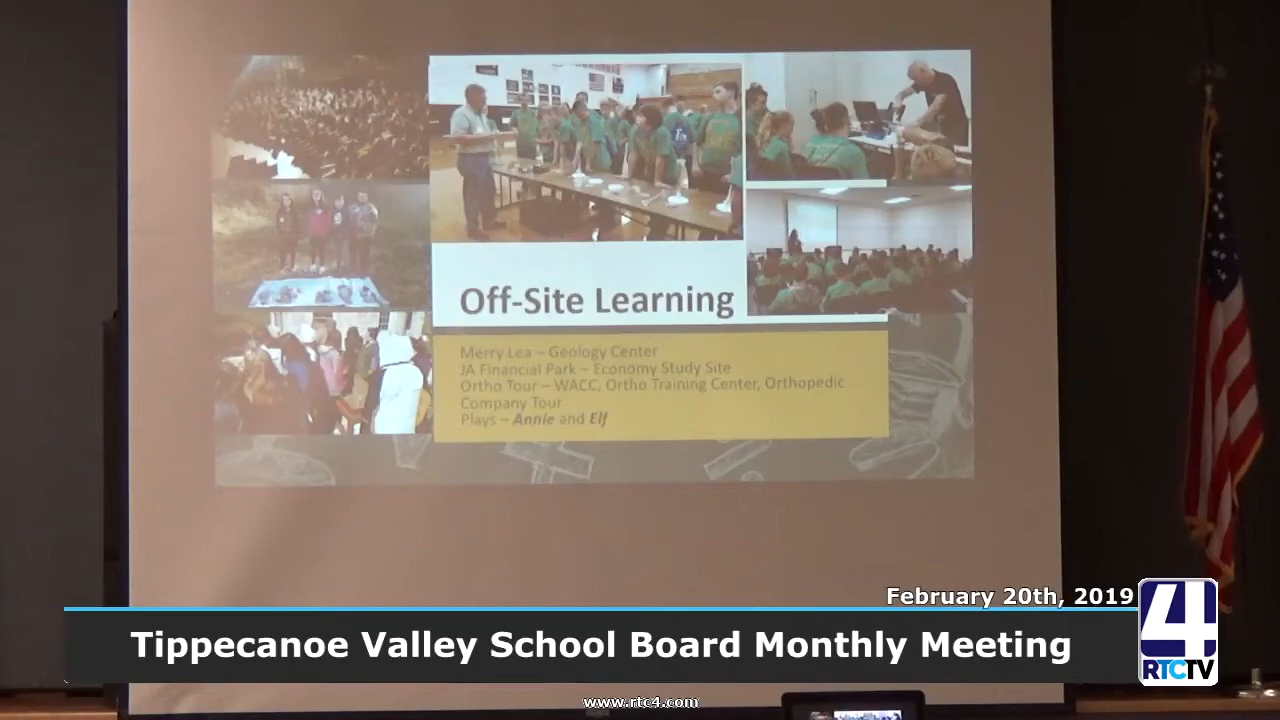 Off-Site Learning
Merry Lea – Geology Center
JA Financial Park – Economy Study Site
Ortho Tour – WACC, Ortho Training Center, Orthopedic
Company Tour
Plays – Annie and Elf
February 20th, 2019
Tippecanoe Valley School Board Monthly Meeting
4
RTCTV
www.rtc4.com